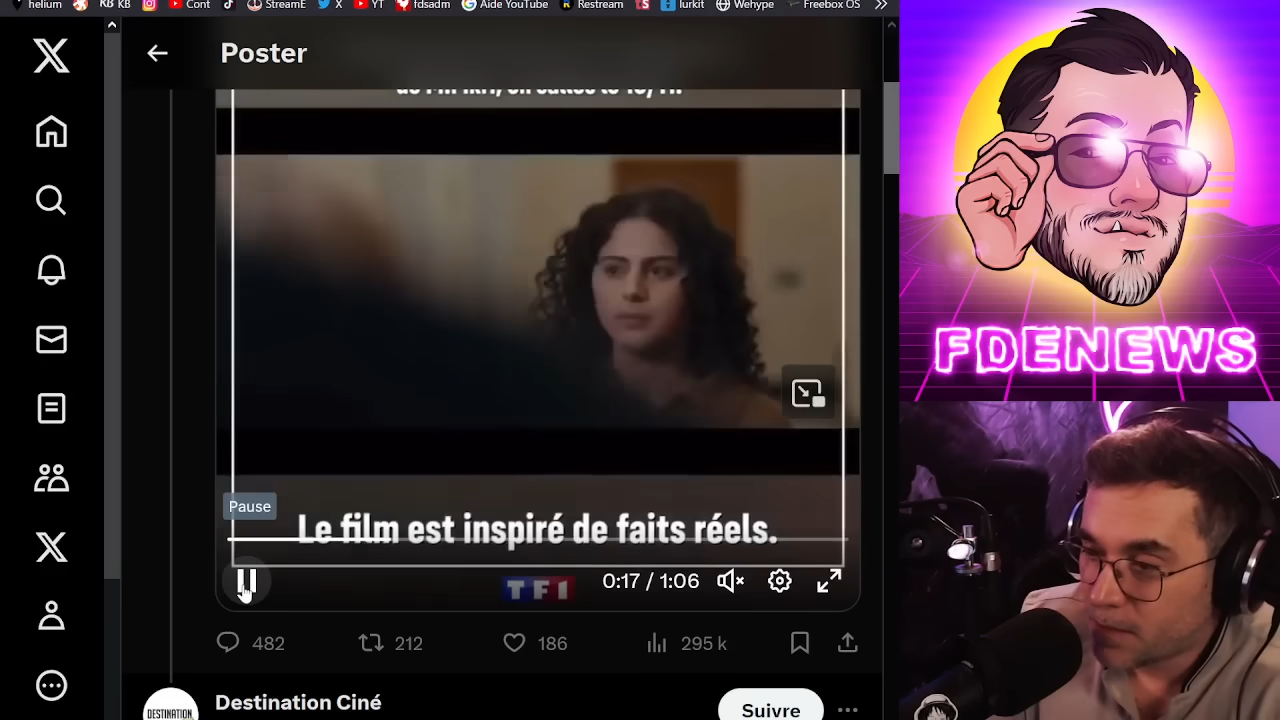 helium
KB KB
Cont
StreamE
X
YT
fdsadm
Aide YouTube
Restream
lurkit
Wehype
Freebox OS
Poster
Pause
Le film est inspiré de faits réels.
TF1
0:17 / 1:06
482
212
186
295 k
DESTINATION
Destination Ciné
Suivre
FDENEWS